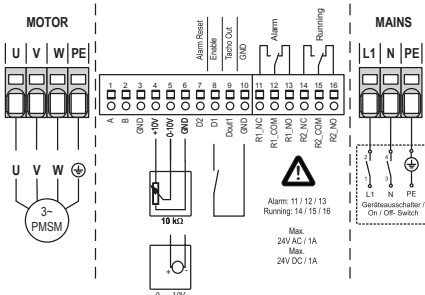 MOTOR
U V W PE
Alarm Reset
Enable
Tacho Out
GND
Alarm
Running
MAINS
L1 N PE
1 2 3 4 5 6 7 8 9 10 11 12 13 14 15 16
A
B
GND
+10V
0-10V
GND
D2
D1
Dout1
GND
R1_NC
R1_COM
R1_NO
R2_NC
R2_COM
R2_NO
U V W
3~
PMSM
10 kΩ
+ -
0 10V
Alarm: 11 / 12 / 13
Running: 14 / 15 / 16
Max.
24V AC / 1A
Max.
24V DC / 1A
2 4
1 3
L1 N PE
Geräteausschalter /
On / Off- Switch